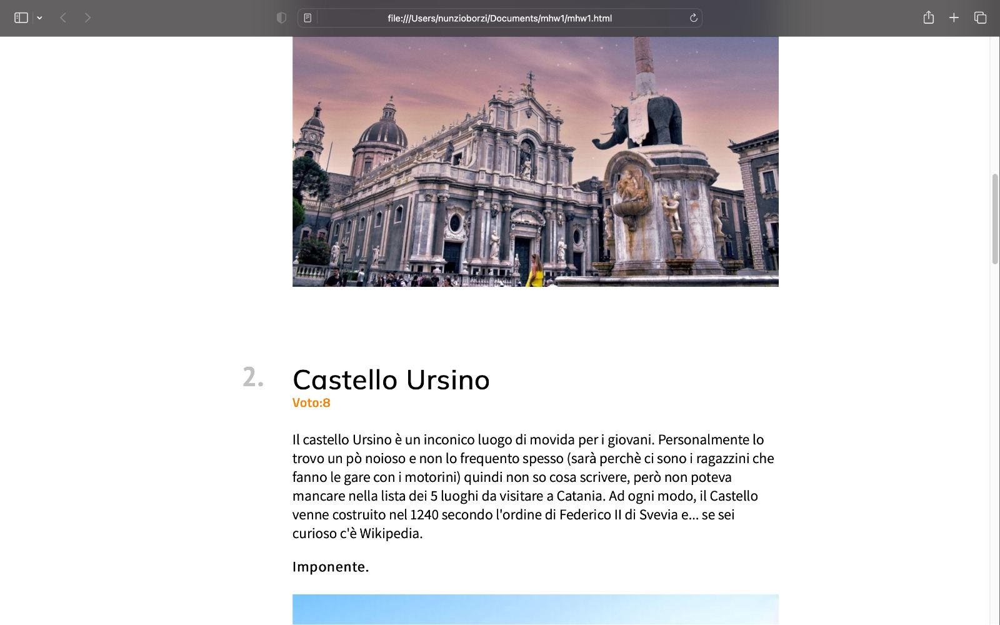 file:///Users/nunzioborzi/Documents/mhw1/mhw1.html
2. Castello Ursino
Voto:8
Il castello Ursino è un inconico luogo di movida per i giovani. Personalmente lo
trovo un pò noioso e non lo frequento spesso (sarà perchè ci sono i ragazzini che
fanno le gare con i motorini) quindi non so cosa scrivere, però non poteva
mancare nella lista dei 5 luoghi da visitare a Catania. Ad ogni modo, il Castello
venne costruito nel 1240 secondo l'ordine di Federico II di Svevia e... se sei
curioso c'è Wikipedia.
Imponente.